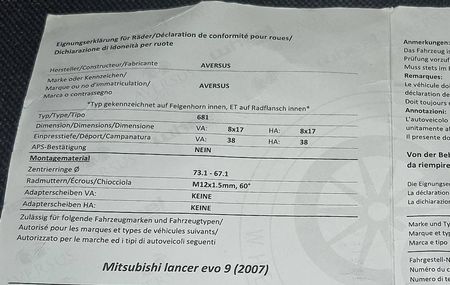 Eignungserklärung für Räder/Déclaration de conformité pour roues/
Dichiarazione di idoneità per ruote
Hersteller/Constructeur/Fabricante AVERSUS
Marke oder Kennzeichen/
Marque ou no d'immatriculation/ AVERSUS
Marca o contrassegno
*Typ gekennzeichnet auf Felgenhorn innen, ET auf Radflansch innen*
Typ/Type/Tipo 681
Dimension/Dimensions/Dimensione VA: 8x17 HA: 8x17
Einpresstiefe/Déport/Campanatura VA: 38 HA: 38
APS-Bestätigung NEIN
Montagematerial
Zentrierringe Ø 73.1 - 67.1
Radmuttern/Écrous/Chiocciola M12x1.5mm, 60°
Adapterscheiben VA: KEINE
Adapterscheiben HA: KEINE
Zulässig für folgende Fahrzeugmarken und Fahrzeugtypen/
Autorisé pour les marques et types de véhicules suivants/
Autorizzato per le marche ed i tipi di autoveicoli seguenti
Mitsubishi lancer evo 9 (2007)
Anmerkungen:
Das Fahrzeug is
Prüfung vorzuf
Muss stets im F
Remarques:
Le véhicule doi
déclaration de
Doit toujours ê
Annotazioni:
L'autoveicolo
unitamente al
Il presente do
Von der Bel
da riempire
Die Eignungser
La déclaration
La dichiarazion
Marke und Ty
Marque et typ
Marca e tipo
Fahrgestell-N
Numéro du c
Numero di te